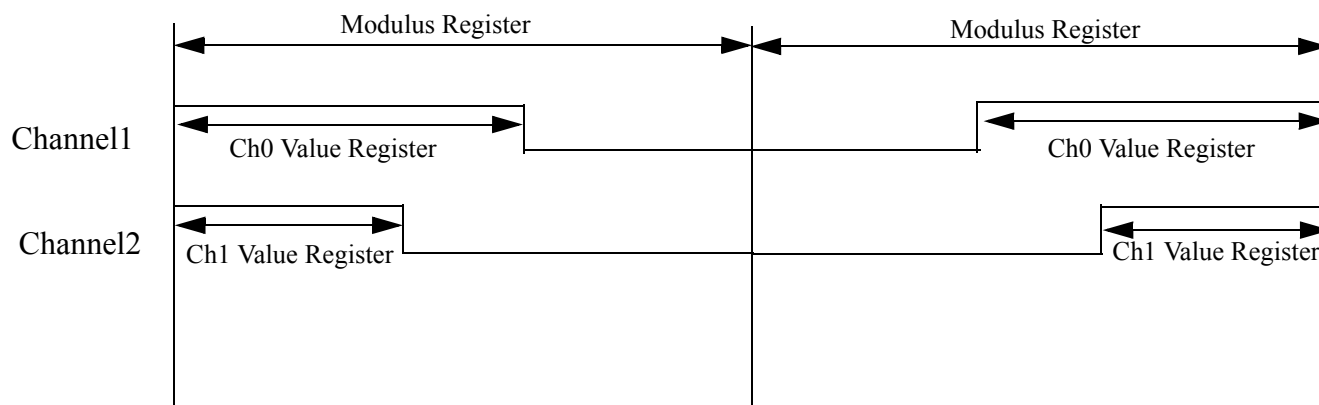 Modulus Register
Modulus Register
Channel1
Ch0 Value Register
Ch0 Value Register
Channel2
Ch1 Value Register
Ch1 Value Register